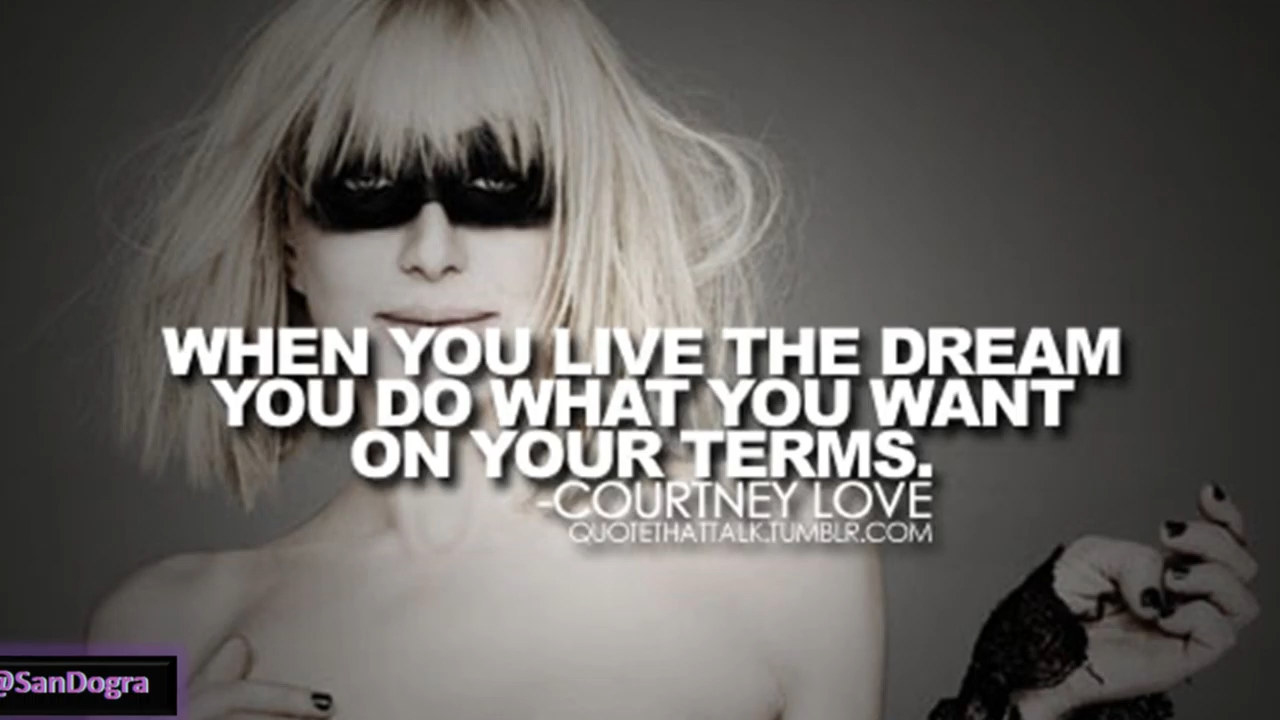 WHEN YOU LIVE THE DREAM
YOU DO WHAT YOU WANT
ON YOUR TERMS.
-COURTNEY LOVE
QUOTETHATTALK.TUMBLR.COM
@SanDogra